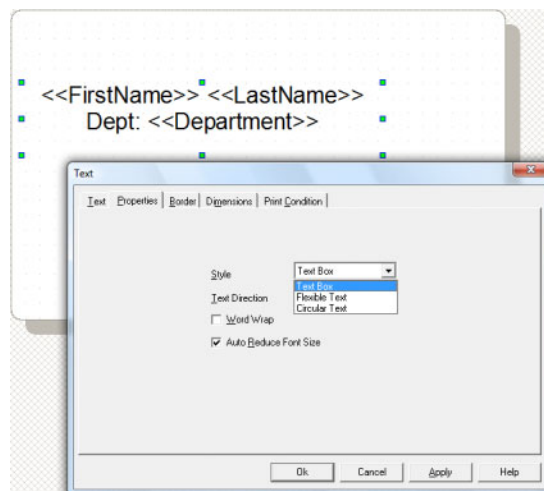 <<FirstName>> <<LastName>>
Dept: <<Department>>
Text
Text Properties Border Dimensions Print Condition
Style Text Box
Text Box
Flexible Text
Text Direction
Circular Text
Word Wrap
Auto Reduce Font Size
Ok Cancel Apply Help